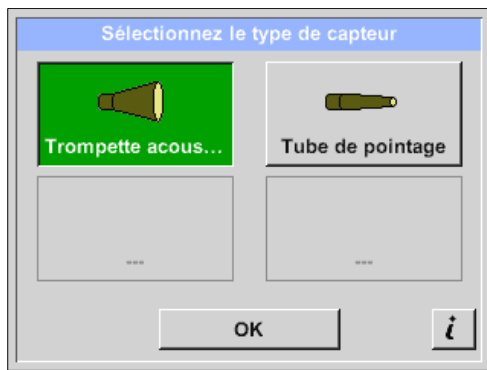 Sélectionnez le type de capteur
Trompette acous...
Tube de pointage
---
---
OK
i